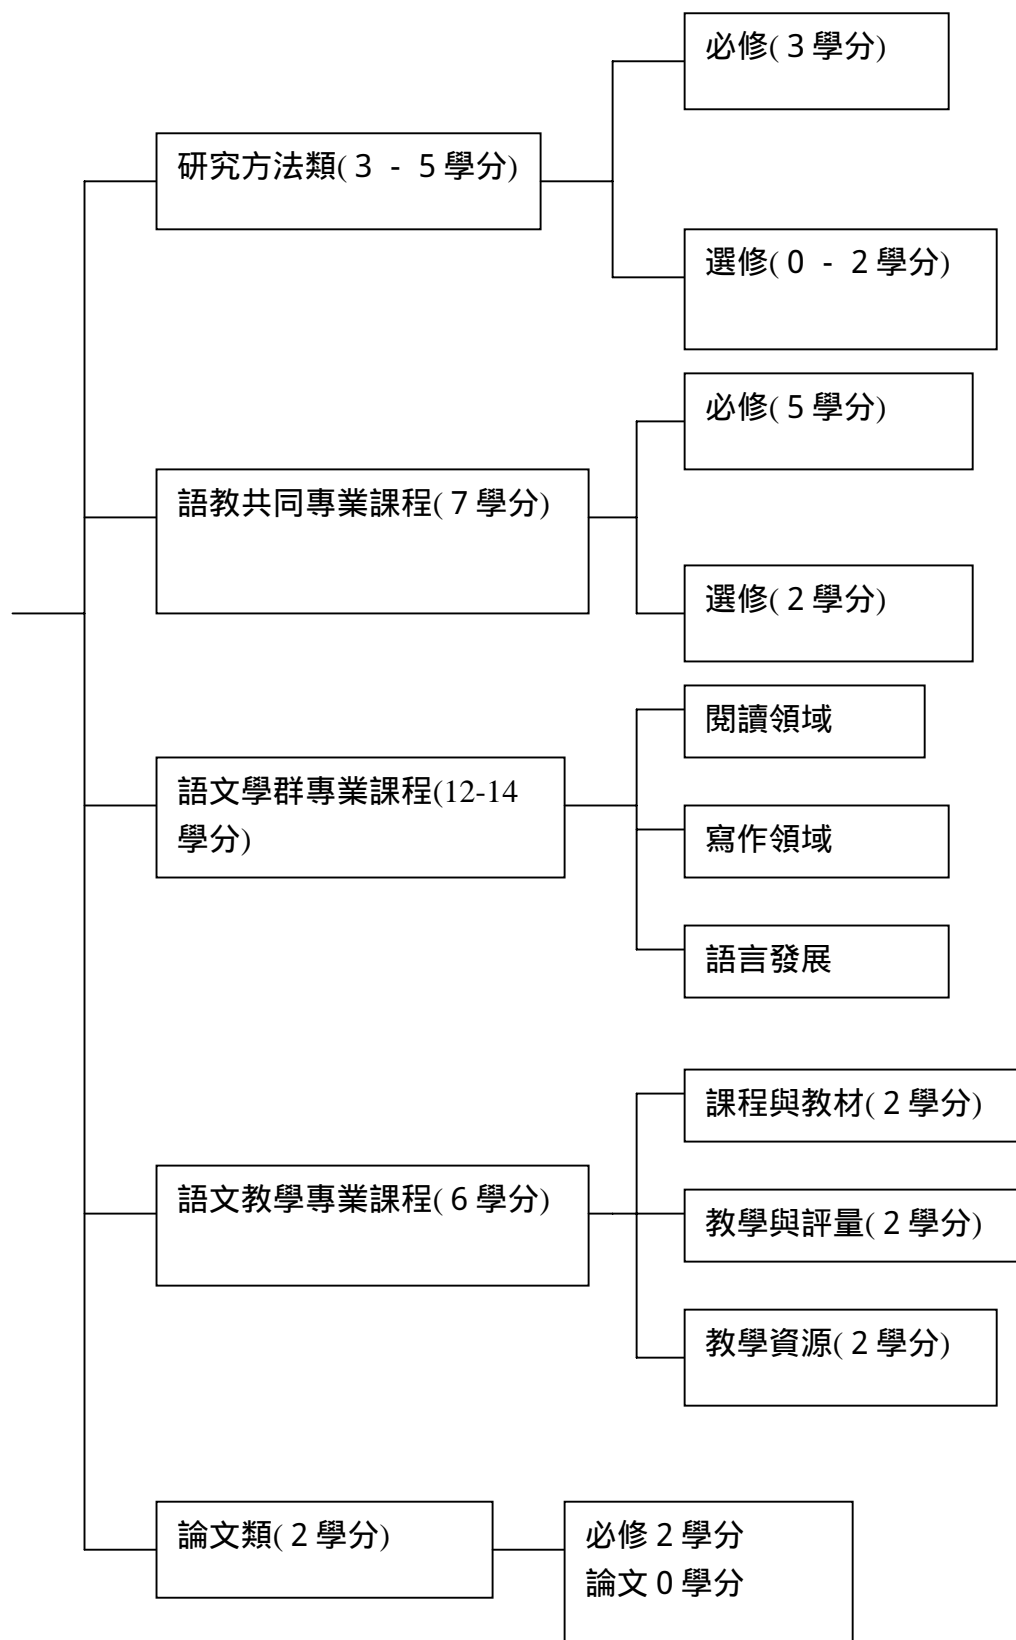 必修( 3 學分)
研究方法類( 3 - 5 學分)
選修( 0 - 2 學分)
必修( 5 學分)
語教共同專業課程( 7 學分)
選修( 2 學分)
閱讀領域
語文學群專業課程(12-14
學分)
寫作領域
語言發展
課程與教材( 2 學分)
語文教學專業課程( 6 學分)
教學與評量( 2 學分)
教學資源( 2 學分)
論文類( 2 學分)
必修 2 學分
論文 0 學分